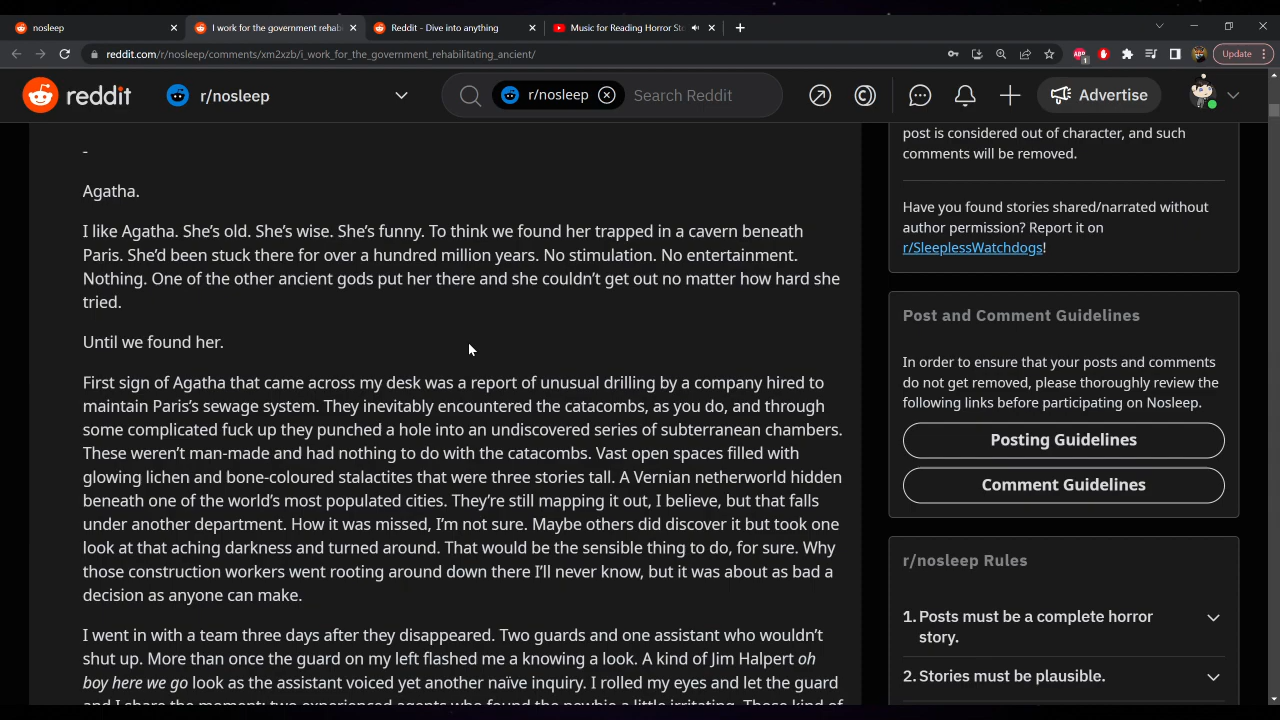 nosleep
I work for the government rehab
Reddit - Dive into anything
Music for Reading Horror Sto
reddit.com/r/nosleep/comments/xm2xzb/i_work_for_the_government_rehabilitating_ancient/
Update
reddit
r/nosleep
r/nosleep
Search Reddit
Advertise
-
Agatha.
I like Agatha. She’s old. She’s wise. She’s funny. To think we found her trapped in a cavern beneath
Paris. She’d been stuck there for over a hundred million years. No stimulation. No entertainment.
Nothing. One of the other ancient gods put her there and she couldn’t get out no matter how hard she
tried.
Until we found her.
First sign of Agatha that came across my desk was a report of unusual drilling by a company hired to
maintain Paris’s sewage system. They inevitably encountered the catacombs, as you do, and through
some complicated fuck up they punched a hole into an undiscovered series of subterranean chambers.
These weren’t man-made and had nothing to do with the catacombs. Vast open spaces filled with
glowing lichen and bone-coloured stalactites that were three stories tall. A Vernian netherworld hidden
beneath one of the world’s most populated cities. They’re still mapping it out, I believe, but that falls
under another department. How it was missed, I’m not sure. Maybe others did discover it but took one
look at that aching darkness and turned around. That would be the sensible thing to do, for sure. Why
those construction workers went rooting around down there I’ll never know, but it was about as bad a
decision as anyone can make.
I went in with a team three days after they disappeared. Two guards and one assistant who wouldn’t
shut up. More than once the guard on my left flashed me a knowing a look. A kind of Jim Halpert oh
boy here we go look as the assistant voiced yet another naïve inquiry. I rolled my eyes and let the guard
and I share the moment: two experienced agents who found the newbie a little irritating. Those kind of
post is considered out of character, and such
comments will be removed.
Have you found stories shared/narrated without
author permission? Report it on
r/SleeplessWatchdogs!
Post and Comment Guidelines
In order to ensure that your posts and comments
do not get removed, please thoroughly review the
following links before participating on Nosleep.
Posting Guidelines
Comment Guidelines
r/nosleep Rules
1. Posts must be a complete horror
story.
2. Stories must be plausible.